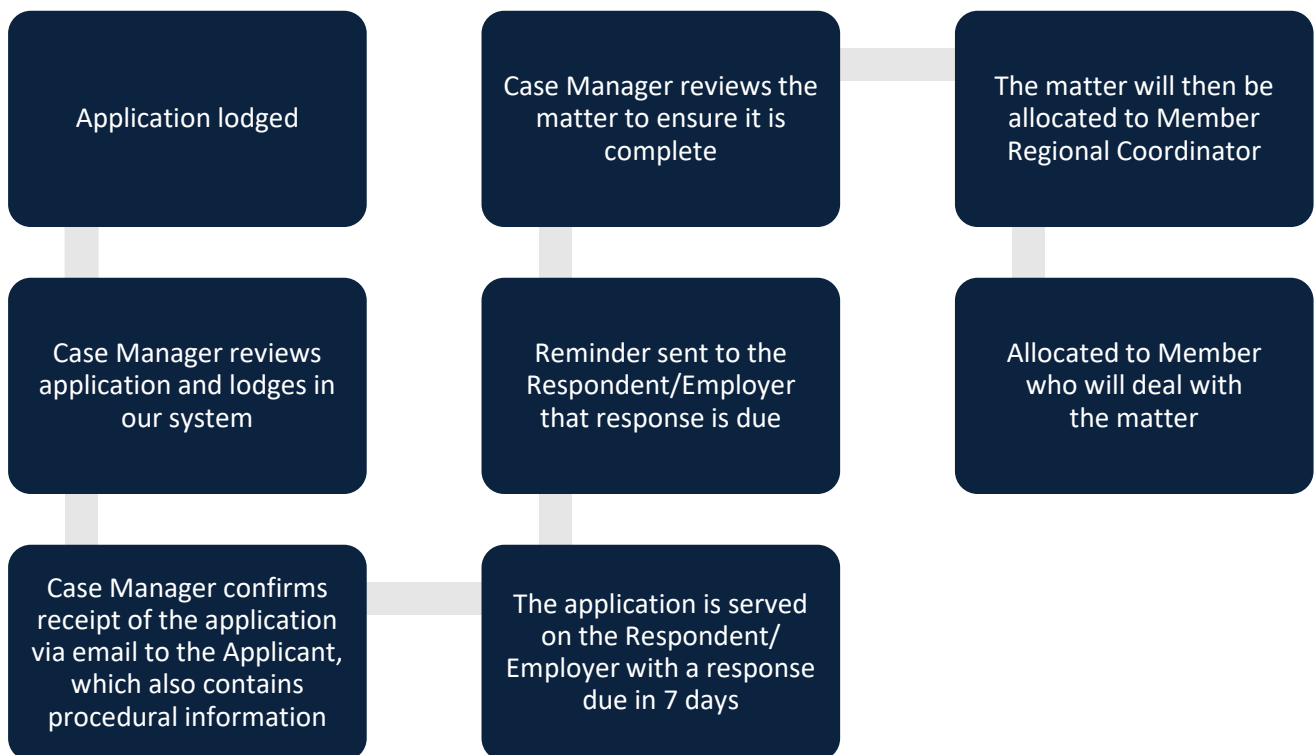 Application lodged
Case Manager reviews
application and lodges in
our system
Case Manager confirms
receipt of the application
via email to the Applicant,
which also contains
procedural information
The application is served
on the Respondent/
Employer with a response
due in 7 days
Reminder sent to the
Respondent/Employer
that response is due
Case Manager reviews the
matter to ensure it is
complete
The matter will then be
allocated to Member
Regional Coordinator
Allocated to Member
who will deal with
the matter